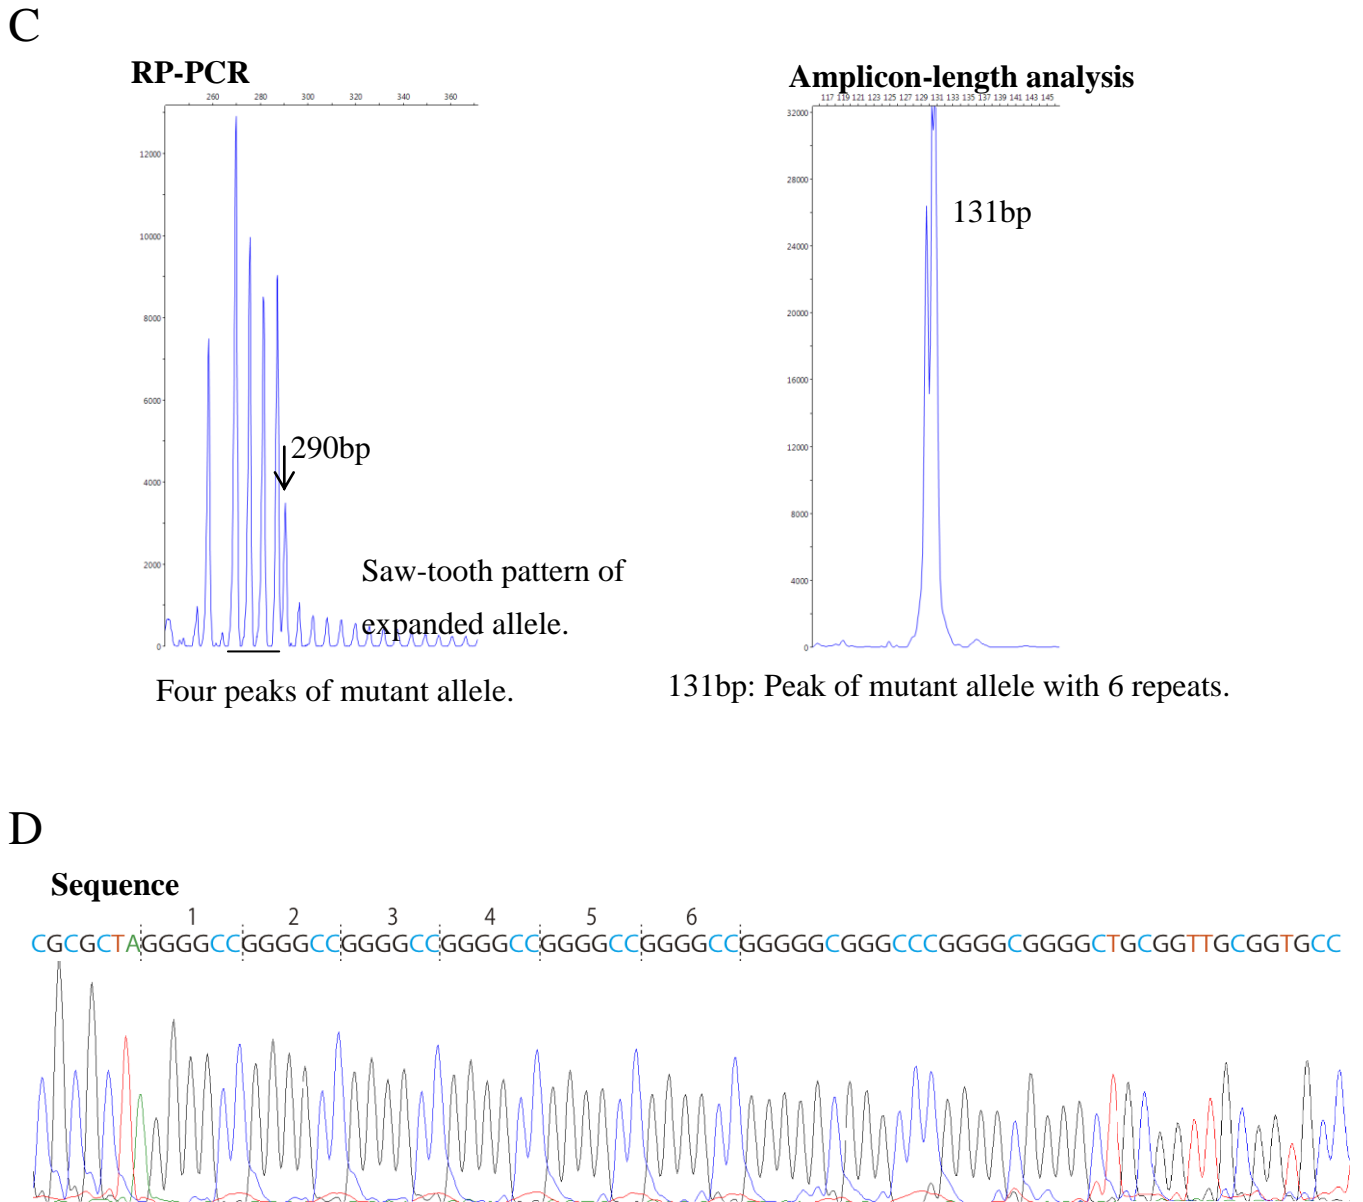 C
RP-PCR
260 280 300 320 340 360
12000
10000
8000
6000
4000
2000
0
290bp
Saw-tooth pattern of
expanded allele.
Four peaks of mutant allele.
Amplicon-length analysis
117 119 121 123 125 127 129 131 133 135 137 139 141 143 145
32000
28000
24000
20000
16000
12000
8000
4000
0
131bp
131bp: Peak of mutant allele with 6 repeats.
D
Sequence
1 2 3 4 5 6
CGCGCTAGGGGCCGGGGCCGGGGCCGGGGCCGGGGCCGGGGCCGGGGGCGGGCCCGGGGCGGGGCTGCGGTTGCGGTGCC